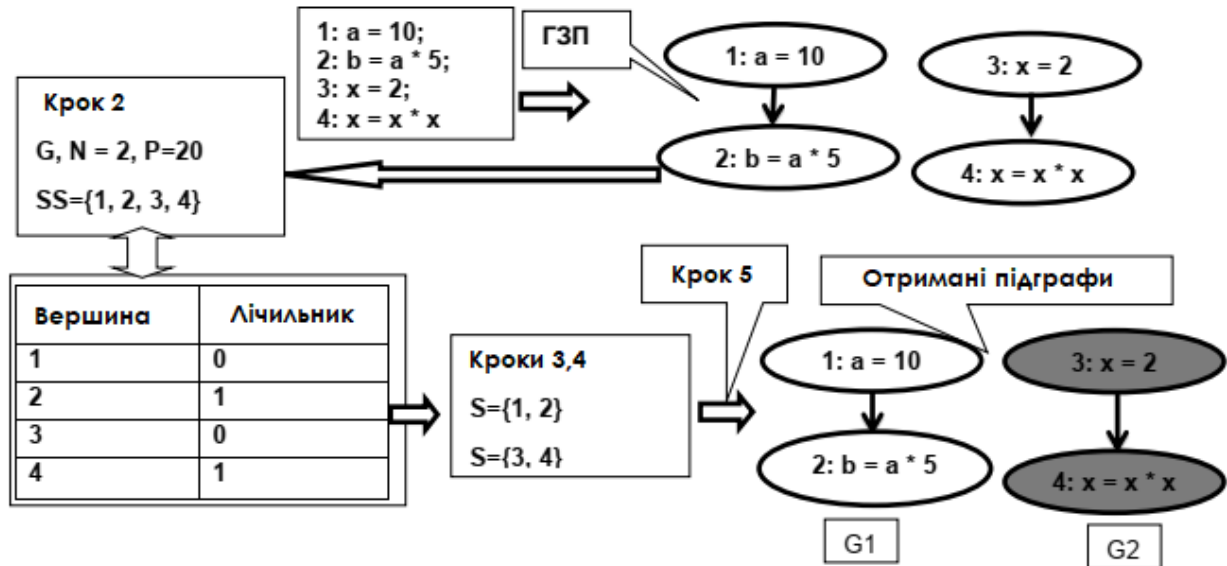 1: a = 10;
2: b = a * 5;
3: x = 2;
4: x = x * x
ГЗП
1: a = 10
2: b = a * 5
3: x = 2
4: x = x * x
Крок 2
G, N = 2, P=20
SS={1, 2, 3, 4}
Вершина Лічильник
1 0
2 1
3 0
4 1
Кроки 3,4
S={1, 2}
S={3, 4}
Крок 5
Отримані підграфи
1: a = 10
2: b = a * 5
G1
3: x = 2
4: x = x * x
G2